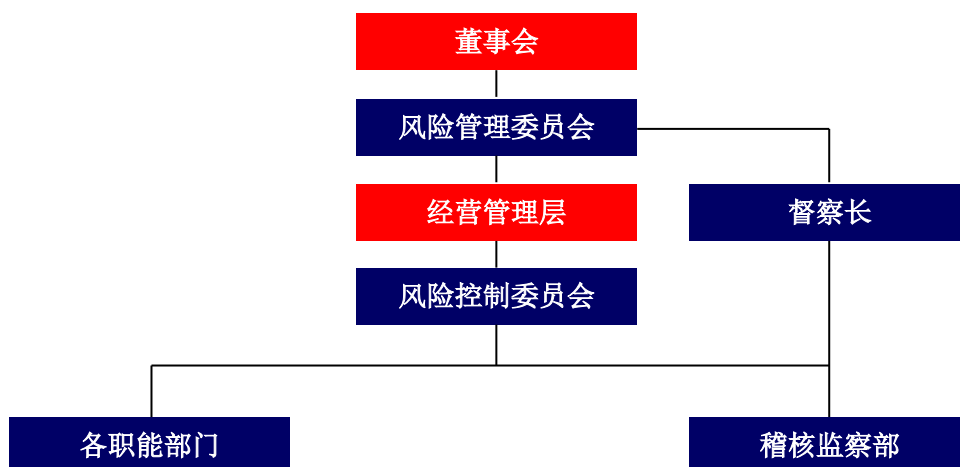 董事会
风险管理委员会
经营管理层
督察长
风险控制委员会
各职能部门
稽核监察部